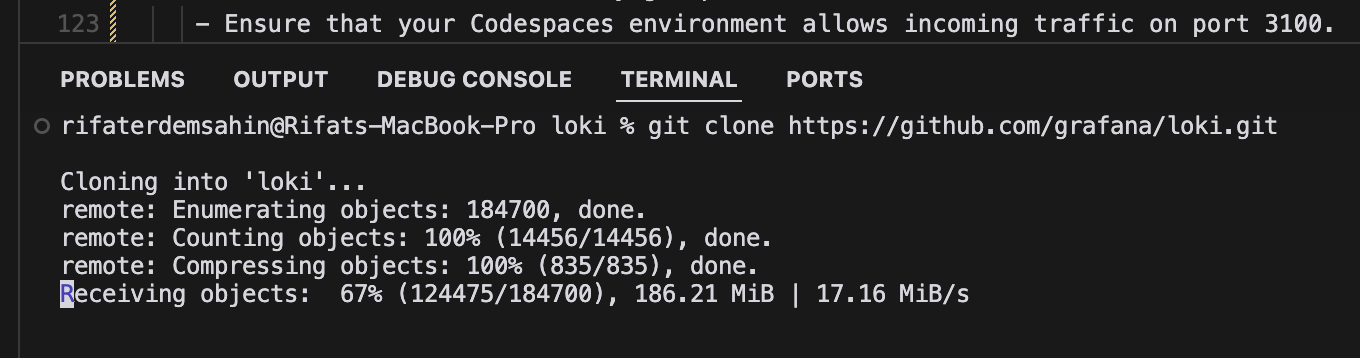 123 - Ensure that your Codespaces environment allows incoming traffic on port 3100.
PROBLEMS OUTPUT DEBUG CONSOLE TERMINAL PORTS
rifaterdemsahin@Rifats-MacBook-Pro loki % git clone https://github.com/grafana/loki.git
Cloning into 'loki'...
remote: Enumerating objects: 184700, done.
remote: Counting objects: 100% (14456/14456), done.
remote: Compressing objects: 100% (835/835), done.
Receiving objects:  67% (124475/184700), 186.21 MiB | 17.16 MiB/s